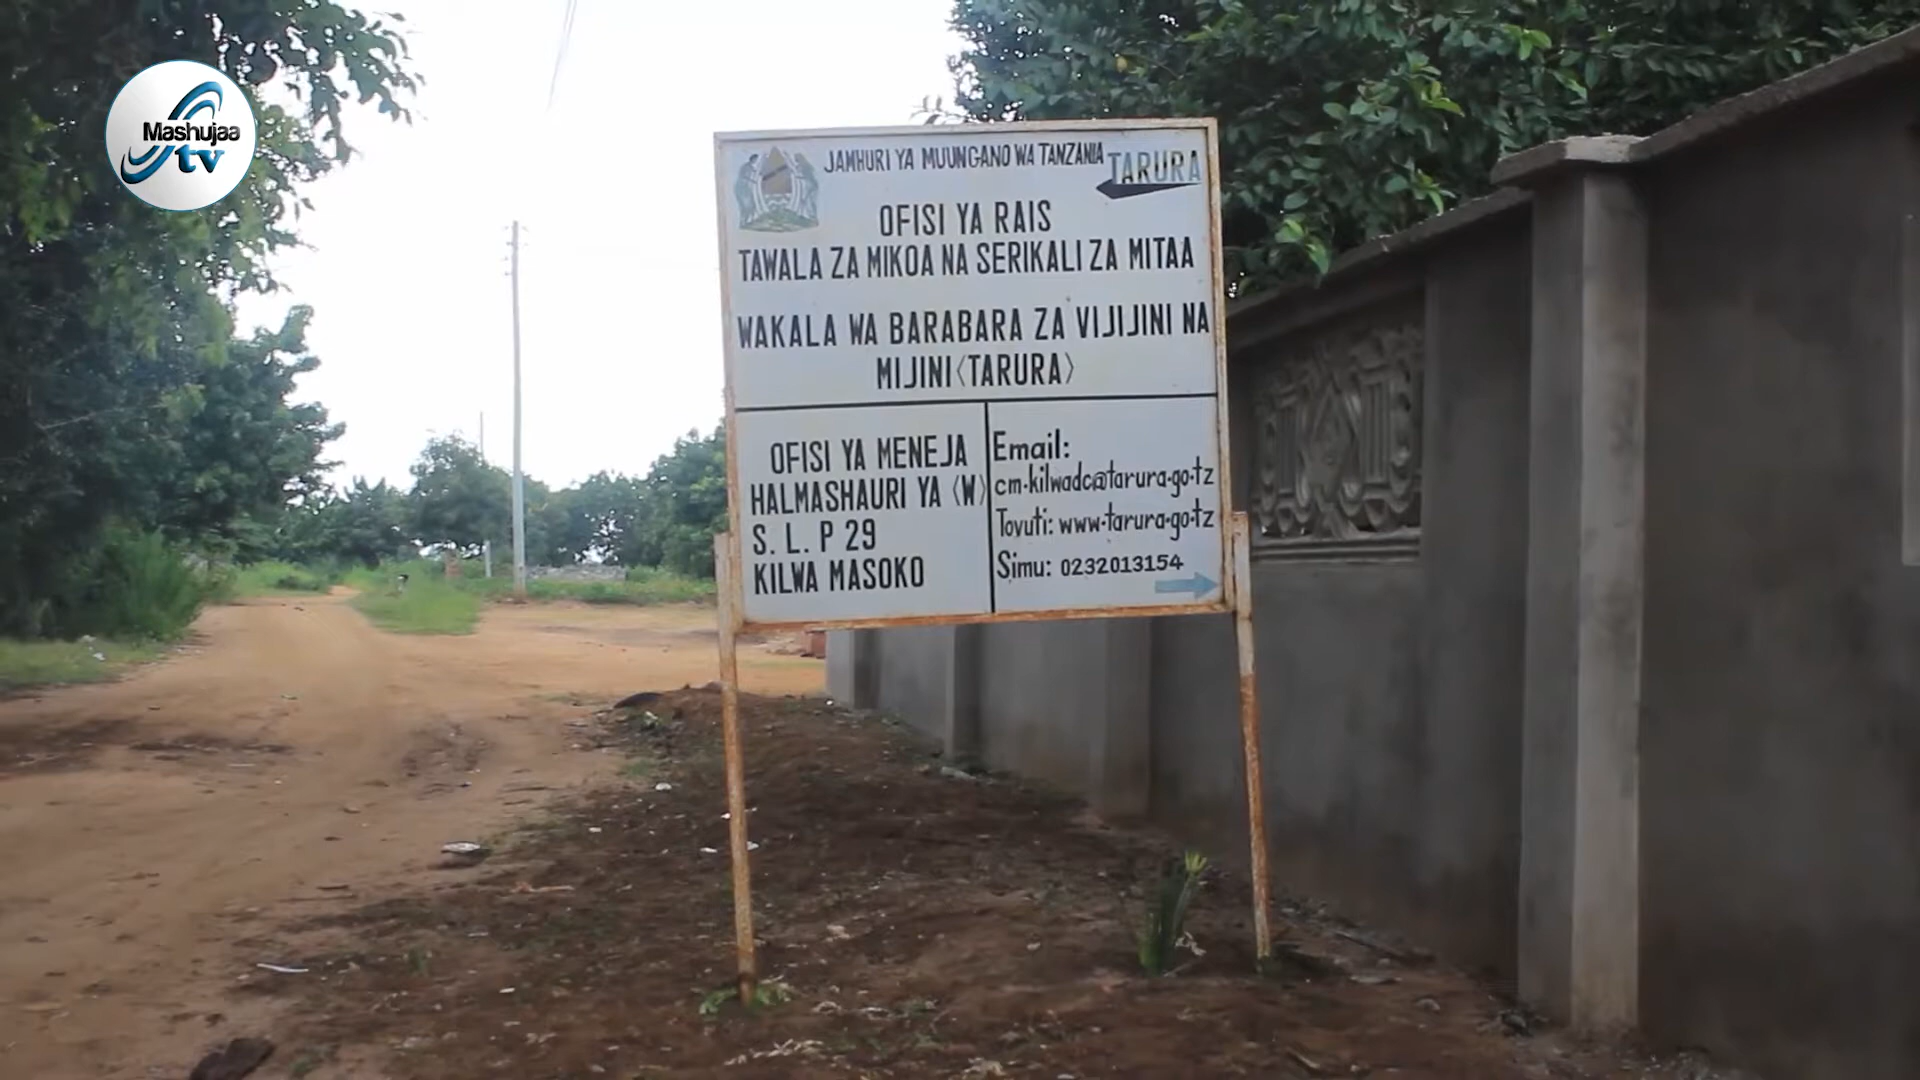 Mashujaa
tv
JAMHURI YA MUUNGANO WA TANZANIA
TARURA
OFISI YA RAIS
TAWALA ZA MIKOA NA SERIKALI ZA MITAA
WAKALA WA BARABARA ZA VIJIJINI NA
MIJINI (TARURA)
OFISI YA MENEJA
HALMASHAURI YA (W)
S. L. P 29
KILWA MASOKO
Email:
cm-kilwadc@tarura.go.tz
Tovuti: www.tarura.go.tz
Simu: 0232013154